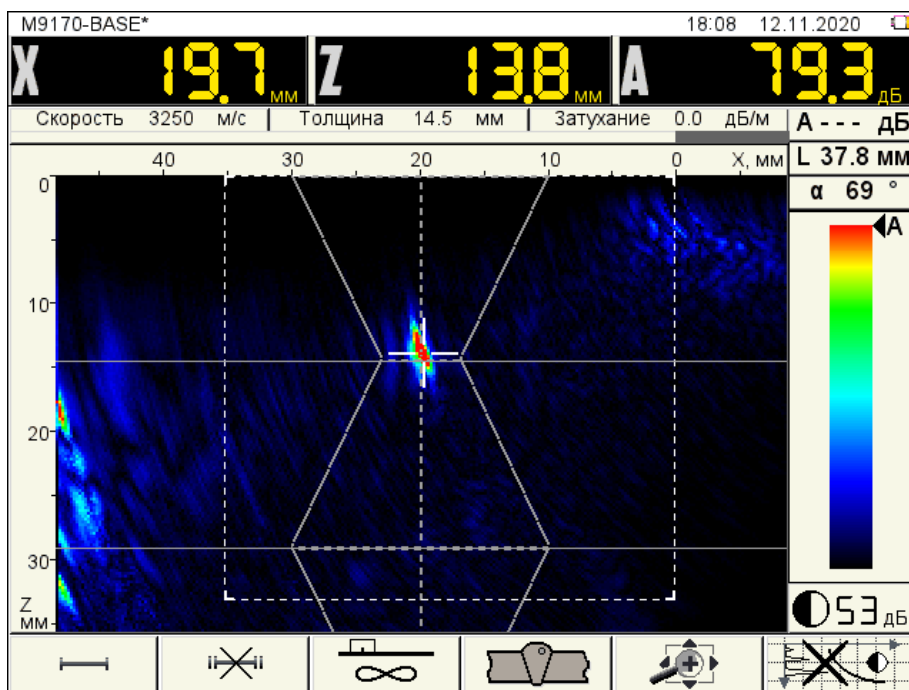 M9170-BASE* 18:08 12.11.2020
X 19.7 мм Z 13.8 мм A 79.3 дБ
Скорость 3250 м/с | Толщина 14.5 мм | Затухание 0.0 дБ/м
A --- дБ
L 37.8 мм
α 69 °
40 30 20 10 0 X, мм
0
10
20
30
Z
мм
A
53 дБ